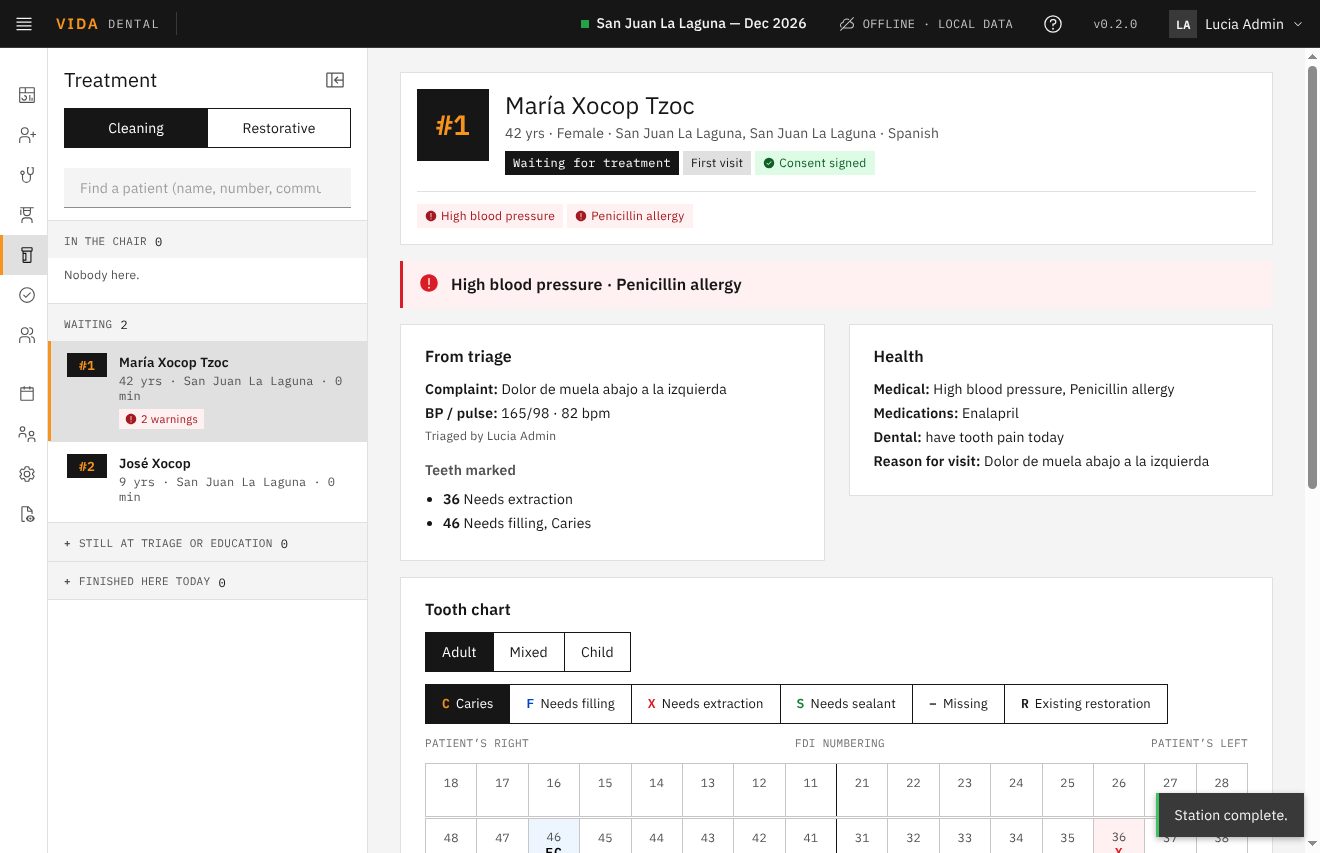 VIDA DENTAL
San Juan La Laguna — Dec 2026
OFFLINE · LOCAL DATA
v0.2.0
LA
Lucia Admin
Treatment
Cleaning
Restorative
Find a patient (name, number, commu
IN THE CHAIR 0
Nobody here.
WAITING 2
#1
María Xocop Tzoc
42 yrs · San Juan La Laguna · 0
min
2 warnings
#2
José Xocop
9 yrs · San Juan La Laguna · 0
min
+ STILL AT TRIAGE OR EDUCATION 0
+ FINISHED HERE TODAY 0
#1
María Xocop Tzoc
42 yrs · Female · San Juan La Laguna, San Juan La Laguna · Spanish
Waiting for treatment
First visit
Consent signed
High blood pressure
Penicillin allergy
High blood pressure · Penicillin allergy
From triage
Complaint: Dolor de muela abajo a la izquierda
BP / pulse: 165/98 · 82 bpm
Triaged by Lucia Admin
Teeth marked
• 36 Needs extraction
• 46 Needs filling, Caries
Health
Medical: High blood pressure, Penicillin allergy
Medications: Enalapril
Dental: have tooth pain today
Reason for visit: Dolor de muela abajo a la izquierda
Tooth chart
Adult
Mixed
Child
C Caries
F Needs filling
X Needs extraction
S Needs sealant
– Missing
R Existing restoration
PATIENT'S RIGHT
FDI NUMBERING
PATIENT'S LEFT
18 17 16 15 14 13 12 11 21 22 23 24 25 26 27 28
48 47 46 45 44 43 42 41 31 32 33 34 35 36
X
Station complete.